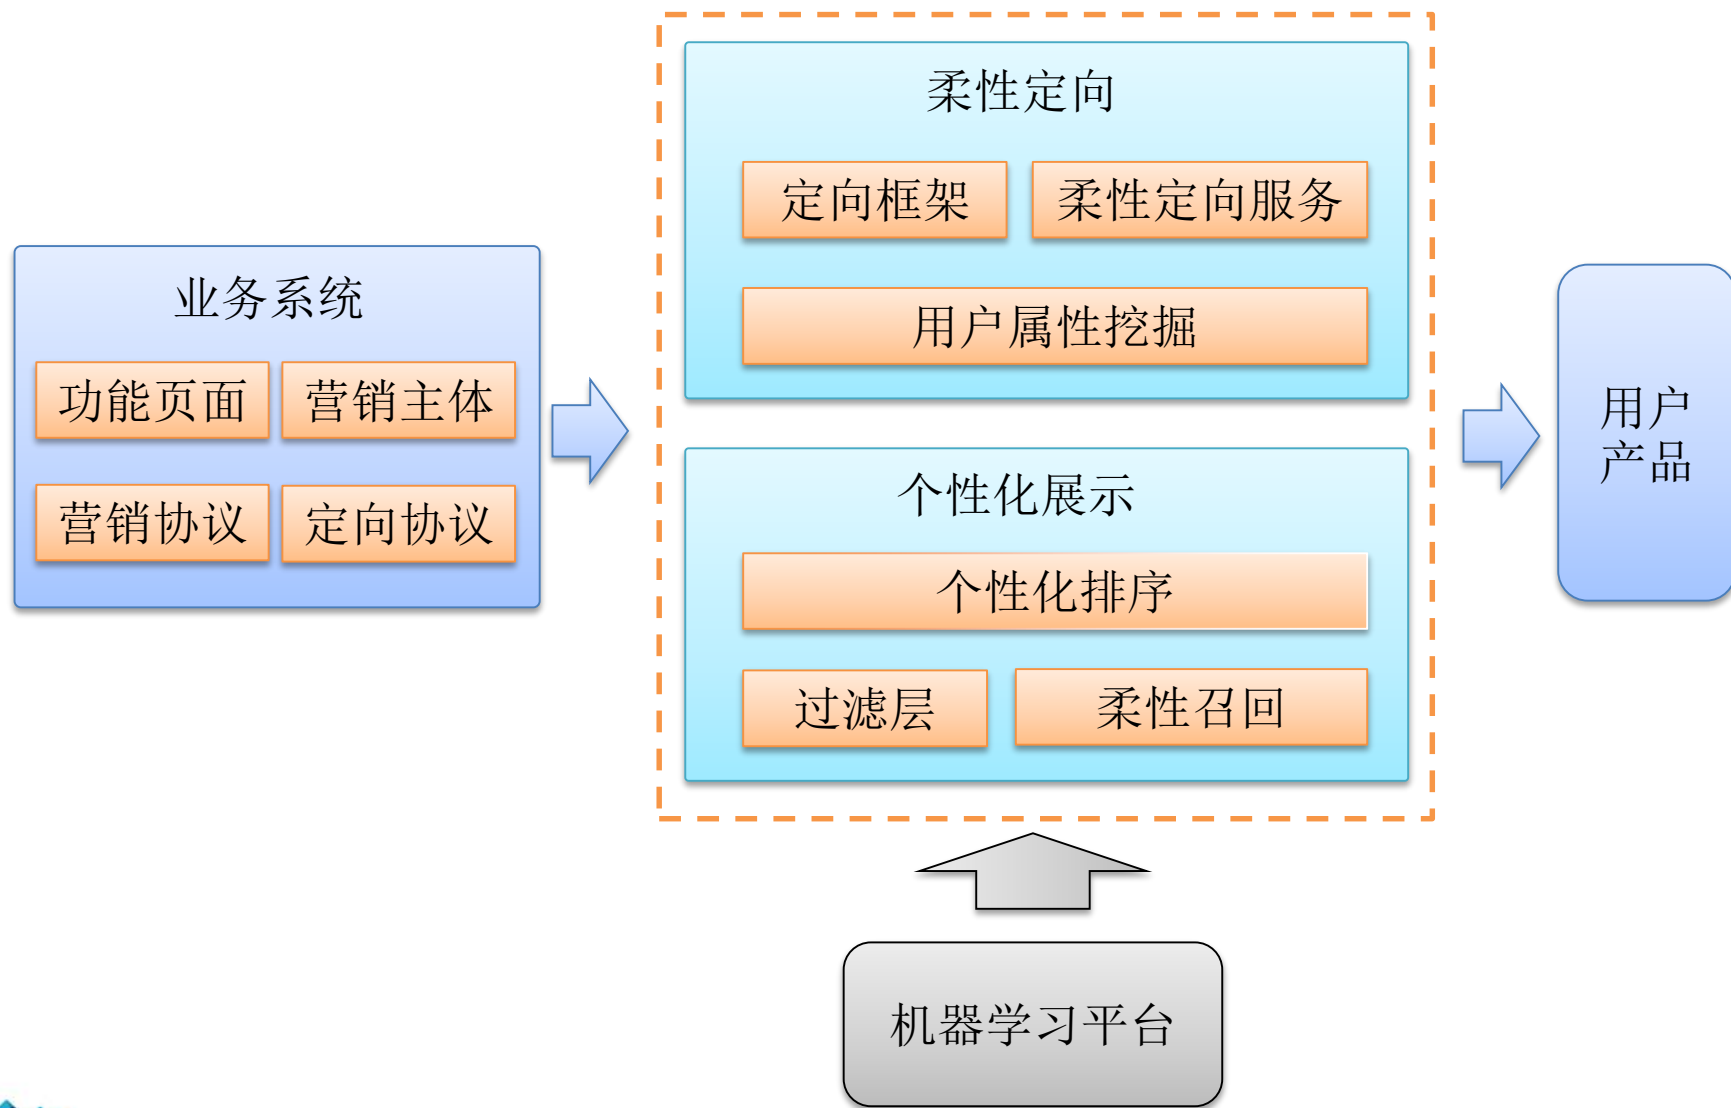 业务系统
功能页面
营销主体
营销协议
定向协议
柔性定向
定向框架
柔性定向服务
用户属性挖掘
个性化展示
个性化排序
过滤层
柔性召回
用户
产品
机器学习平台